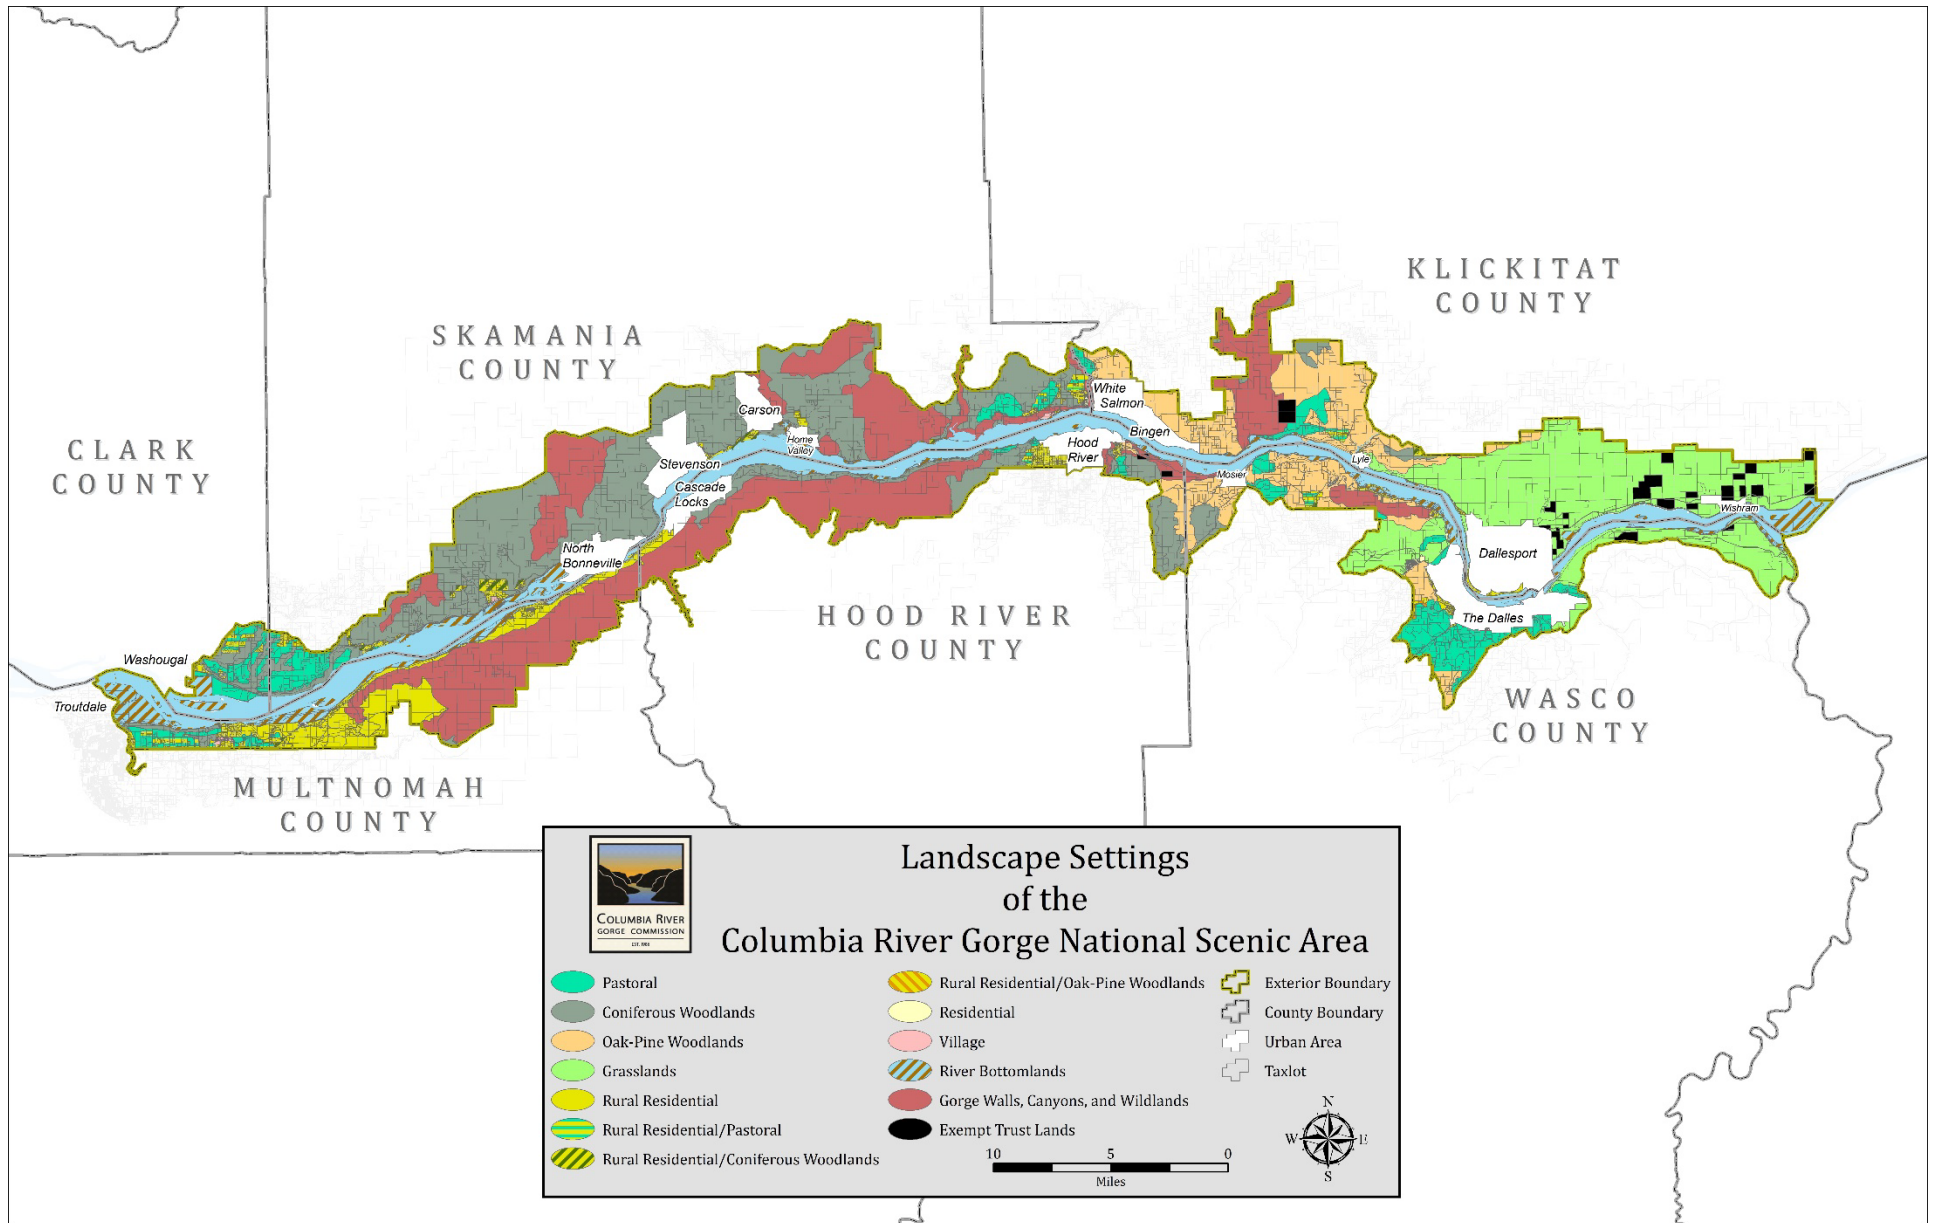 KLICKITAT
COUNTY
SKAMANIA
COUNTY
CLARK
COUNTY
White
Salmon
Carson
Bingen
Home
Valley
Hood
River
Lyle
Stevenson
Mosier
Cascade
Locks
Wishram
North
Bonneville
Dallesport
HOOD RIVER
COUNTY
The Dalles
Washougal
Troutdale
WASCO
COUNTY
MULTNOMAH
COUNTY
COLUMBIA RIVER
GORGE COMMISSION
Landscape Settings
of the
Columbia River Gorge National Scenic Area
Pastoral
Coniferous Woodlands
Oak-Pine Woodlands
Grasslands
Rural Residential
Rural Residential/Pastoral
Rural Residential/Coniferous Woodlands
Rural Residential/Oak-Pine Woodlands
Residential
Village
River Bottomlands
Gorge Walls, Canyons, and Wildlands
Exempt Trust Lands
Exterior Boundary
County Boundary
Urban Area
Taxlot
N
W E
S
10 5 0
Miles